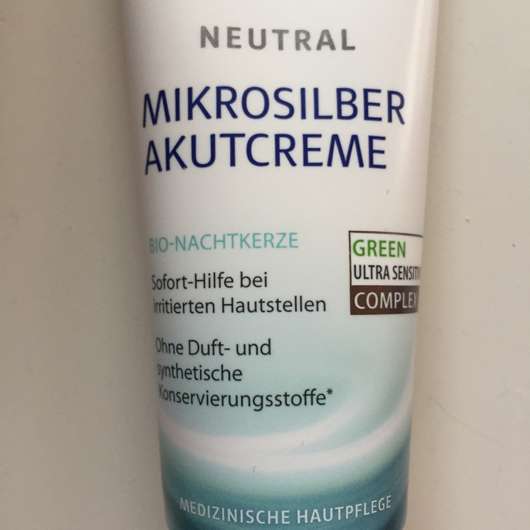 NEUTRAL
MIKROSILBER
AKUTCREME
BIO-NACHTKERZE
GREEN
ULTRA SENSITIV
COMPLEX
Sofort-Hilfe bei
irritierten Hautstellen
Ohne Duft- und
synthetische
Konservierungsstoffe*
MEDIZINISCHE HAUTPFLEGE